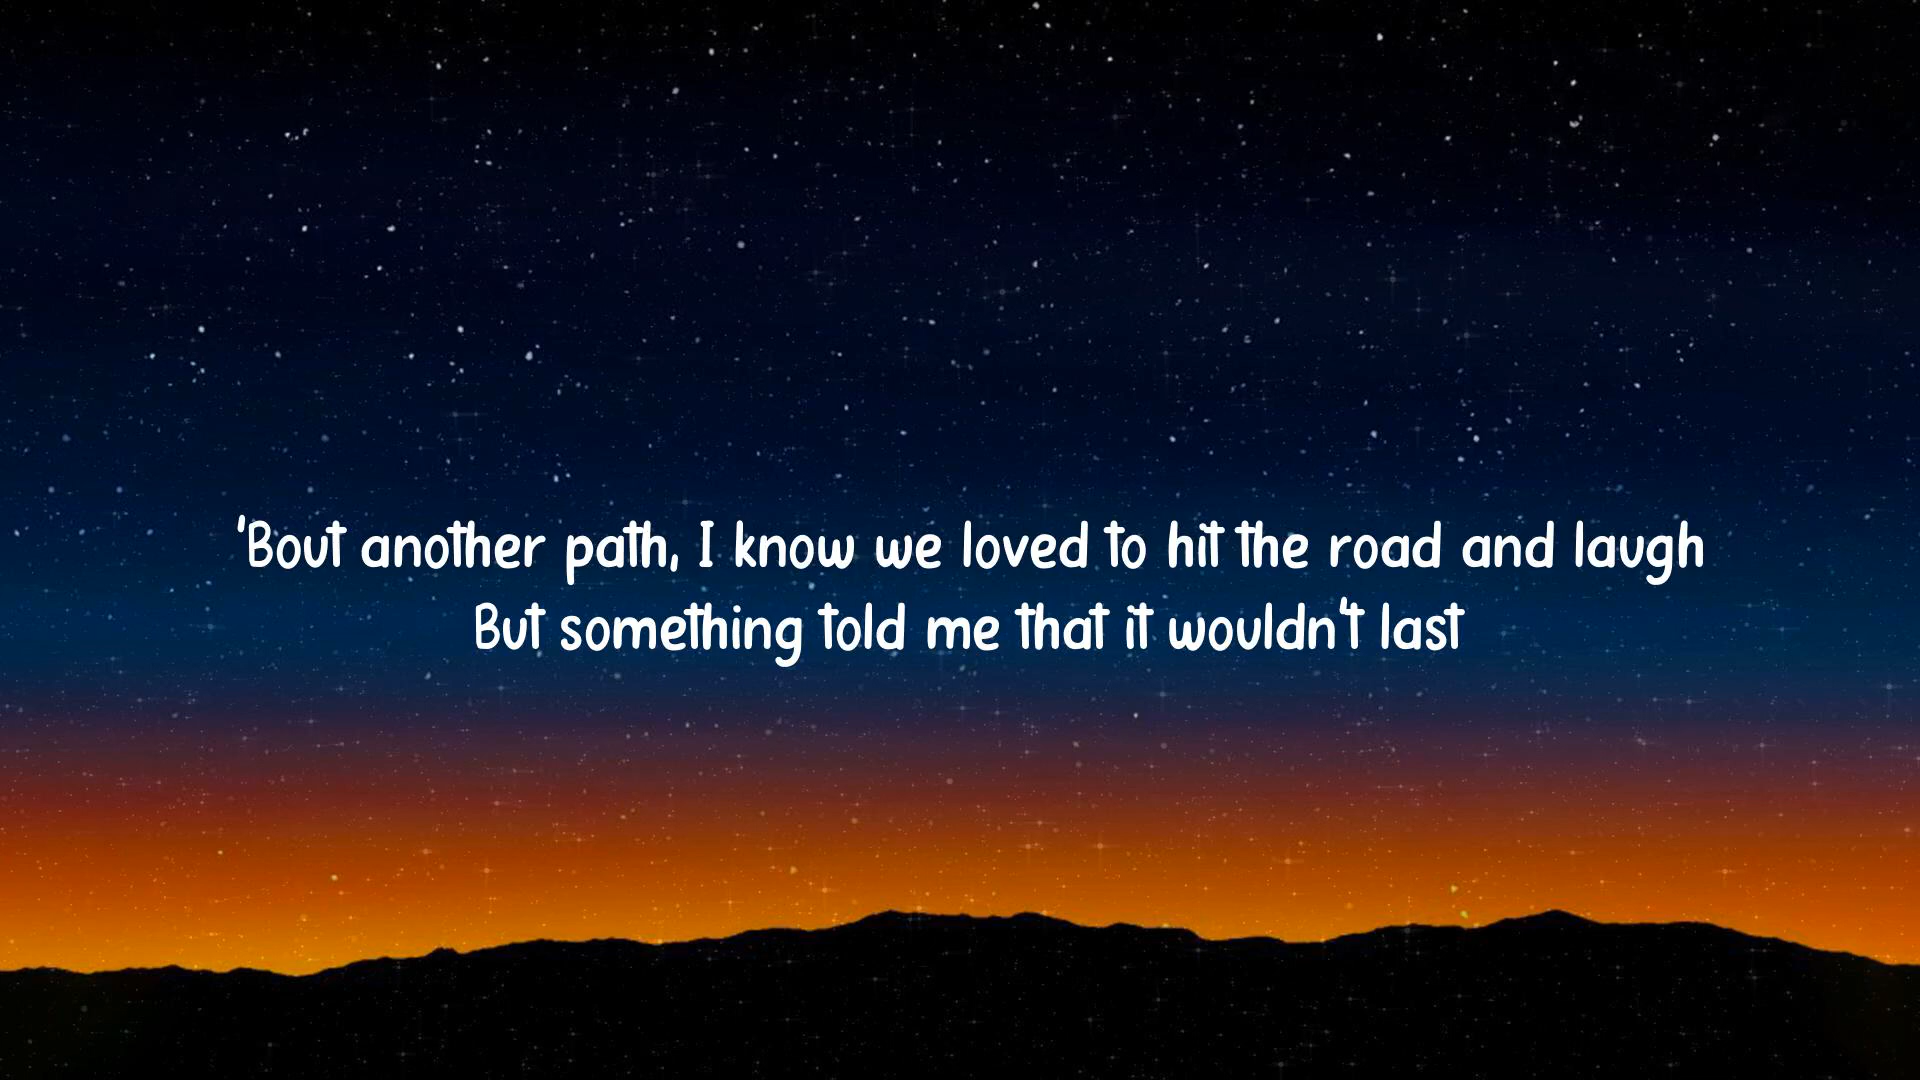 'Bout another path, I know we loved to hit the road and laugh
But something told me that it wouldn't last